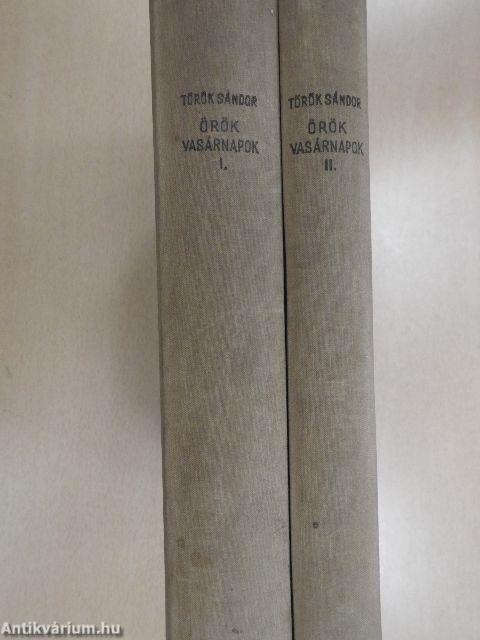 TÖRÖK SÁNDOR
ÖRÖK
VASÁRNAPOK
I.
TÖRÖK SÁNDOR
ÖRÖK
VASÁRNAPOK
II.
Antikvárium.hu